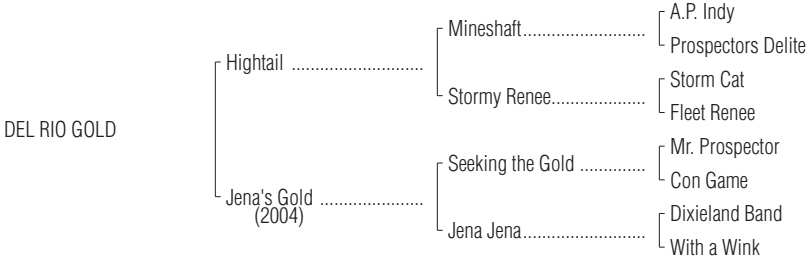 A.P. Indy
Mineshaft..........................
Prospectors Delite
Hightail ............................
Storm Cat
Stormy Renee....................
Fleet Renee
DEL RIO GOLD
Mr. Prospector
Seeking the Gold ..............
Con Game
Jena's Gold ......................
(2004)
Dixieland Band
Jena Jena..........................
With a Wink